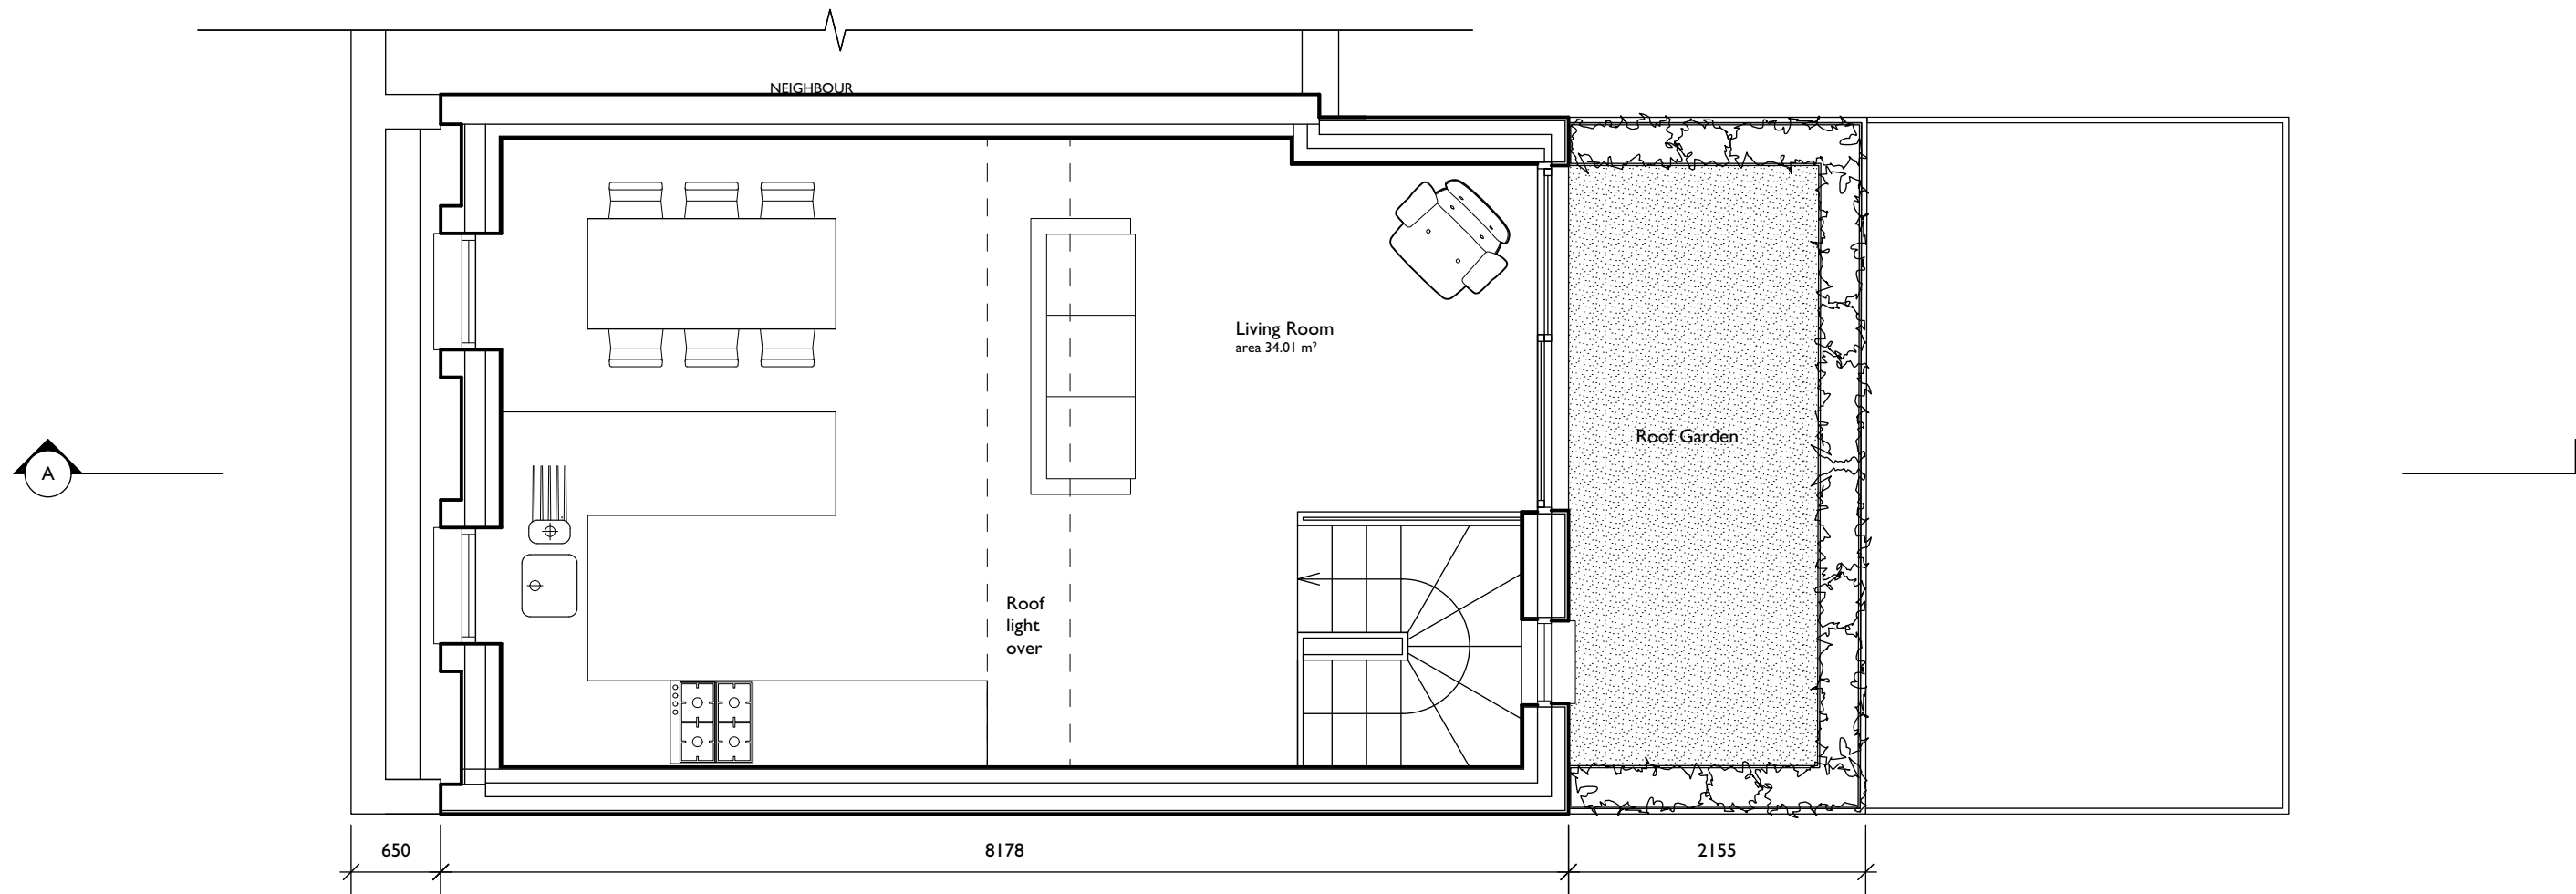 NEIGHBOUR
Living Room
area 34.01 m²
Roof Garden
A
Roof
light
over
650
8178
2155